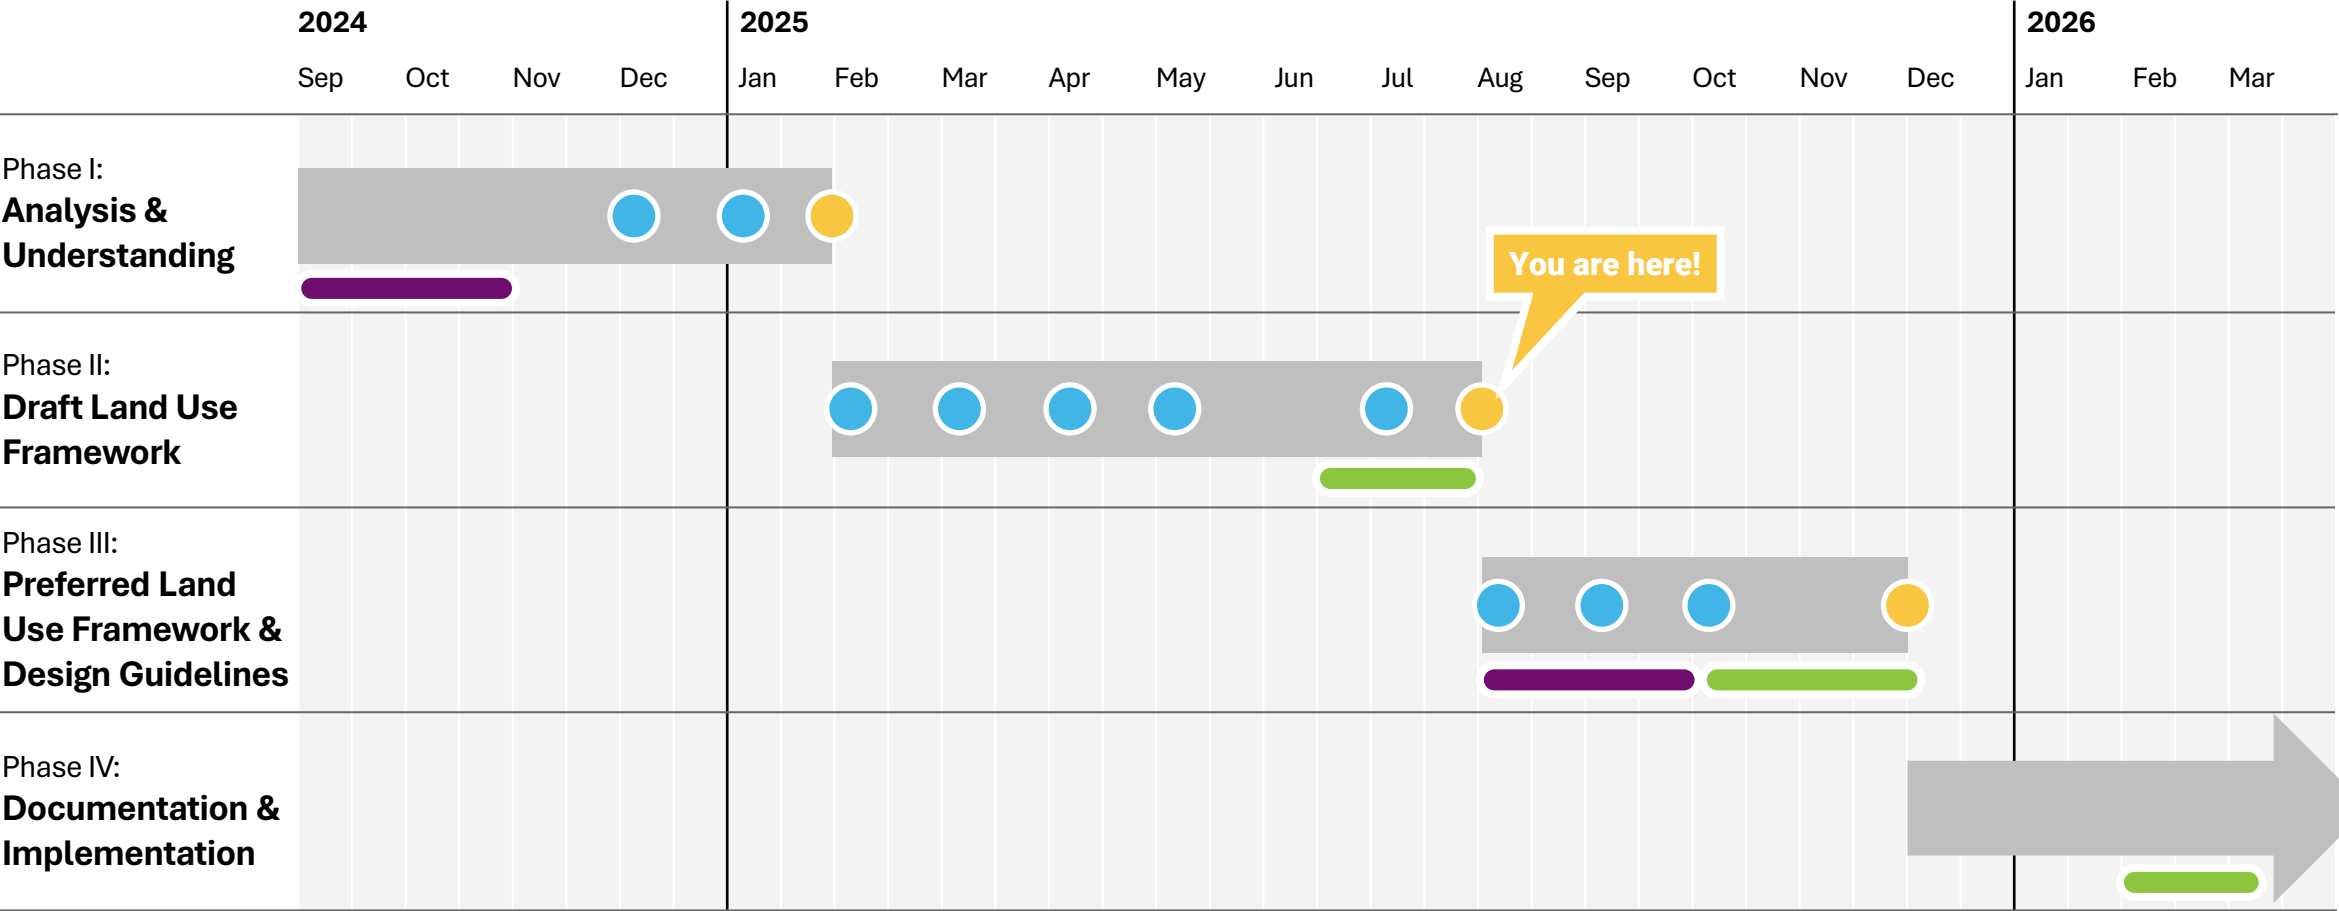 2024 2025 2026
Sep Oct Nov Dec Jan Feb Mar Apr May Jun Jul Aug Sep Oct Nov Dec Jan Feb Mar
Phase I:
Analysis &
Understanding
You are here!
Phase II:
Draft Land Use
Framework
Phase III:
Preferred Land
Use Framework &
Design Guidelines
Phase IV:
Documentation &
Implementation